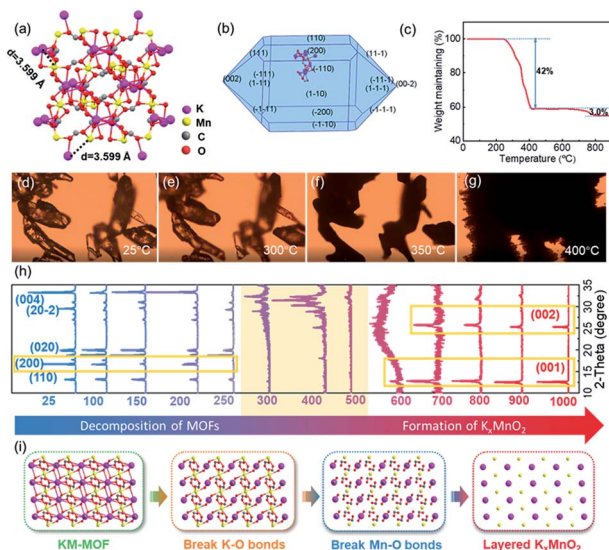 (a)
d=3.599 Å
d=3.599 Å
K
Mn
C
O
(b)
(110)
(200)
(111)
(11-1)
(002)
(-111)
(-110)
(00-2)
(1-11)
(-11-1)
(1-1-1)
(1-10)
(-1-11)
(-200)
(-1-1-1)
(-1-10)
(c)
Weight maintaining (%)
100
80
60
40
42%
3.0%
0
200
400
600
800
Temperature (°C)
(d)
25°C
(e)
300°C
(f)
350°C
(g)
400°C
(h)
(004)
(20-2)
(020)
(200)
(110)
(002)
(001)
35
30
25
20
15
10
2-Theta (degree)
25
100
150
200
250
300
400
500
600
700
800
900
1000
Decomposition of MOFs
Formation of KxMnO2
(i)
KM-MOF
Break K-O bonds
Break Mn-O bonds
Layered KxMnO2